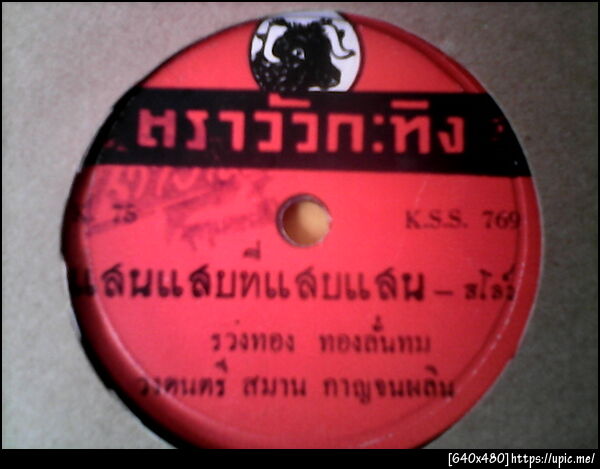 ตราวัวกะทิง
75
K.S.S. 769
แสนแสบที่แสบแสน – สโลว์
รวงทอง ทองลั่นทม
วงดนตรี สมาน กาญจนผลิน
[640x480]https://upic.me/